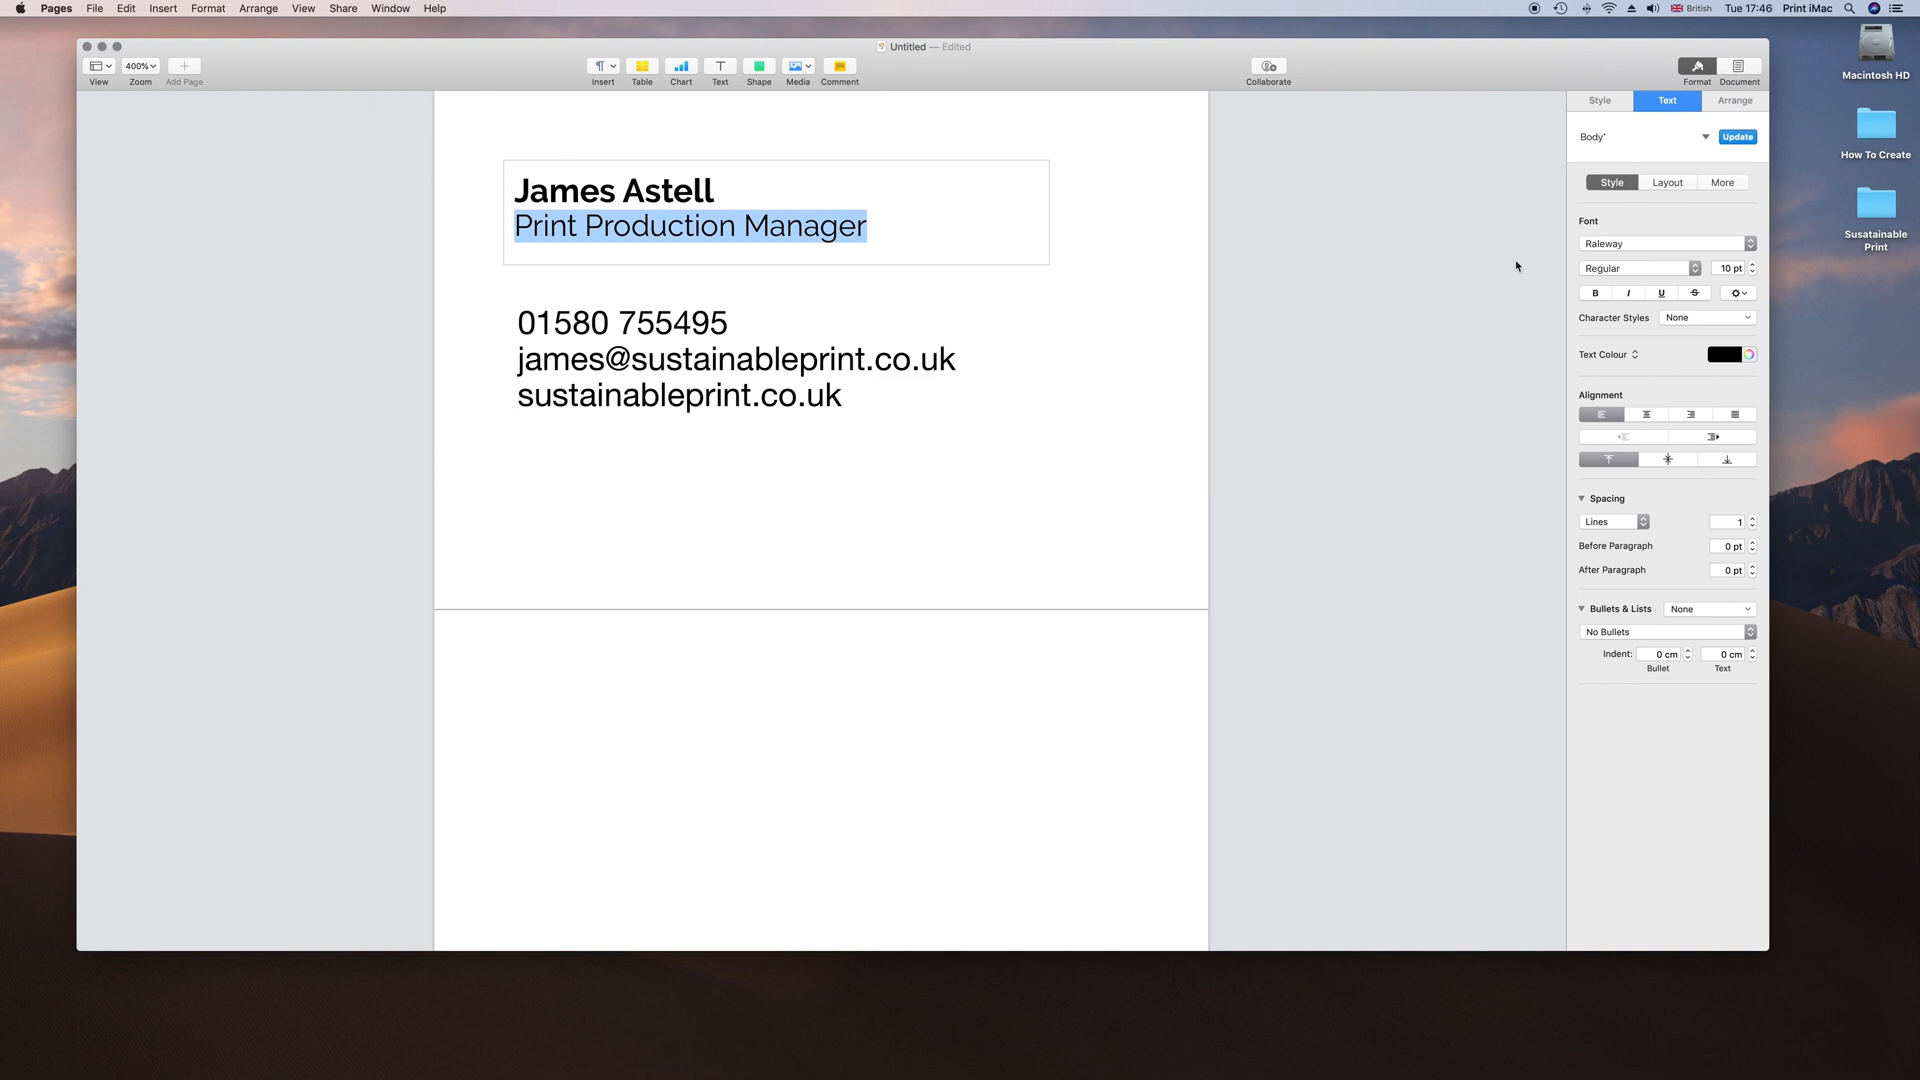 Pages File Edit Insert Format Arrange View Share Window Help
British Tue 17:46 Print iMac
Untitled — Edited
400%
View Zoom Add Page
Insert Table Chart Text Shape Media Comment
Collaborate
Format Document
Macintosh HD
How To Create
Susatainable
Print
Style Text Arrange
Body* Update
Style Layout More
Font
Raleway
Regular 10 pt
B I U S
Character Styles None
Text Colour
Alignment
Spacing
Lines 1
Before Paragraph 0 pt
After Paragraph 0 pt
Bullets & Lists None
No Bullets
Indent: 0 cm 0 cm
Bullet Text
James Astell
Print Production Manager
01580 755495
james@sustainableprint.co.uk
sustainableprint.co.uk